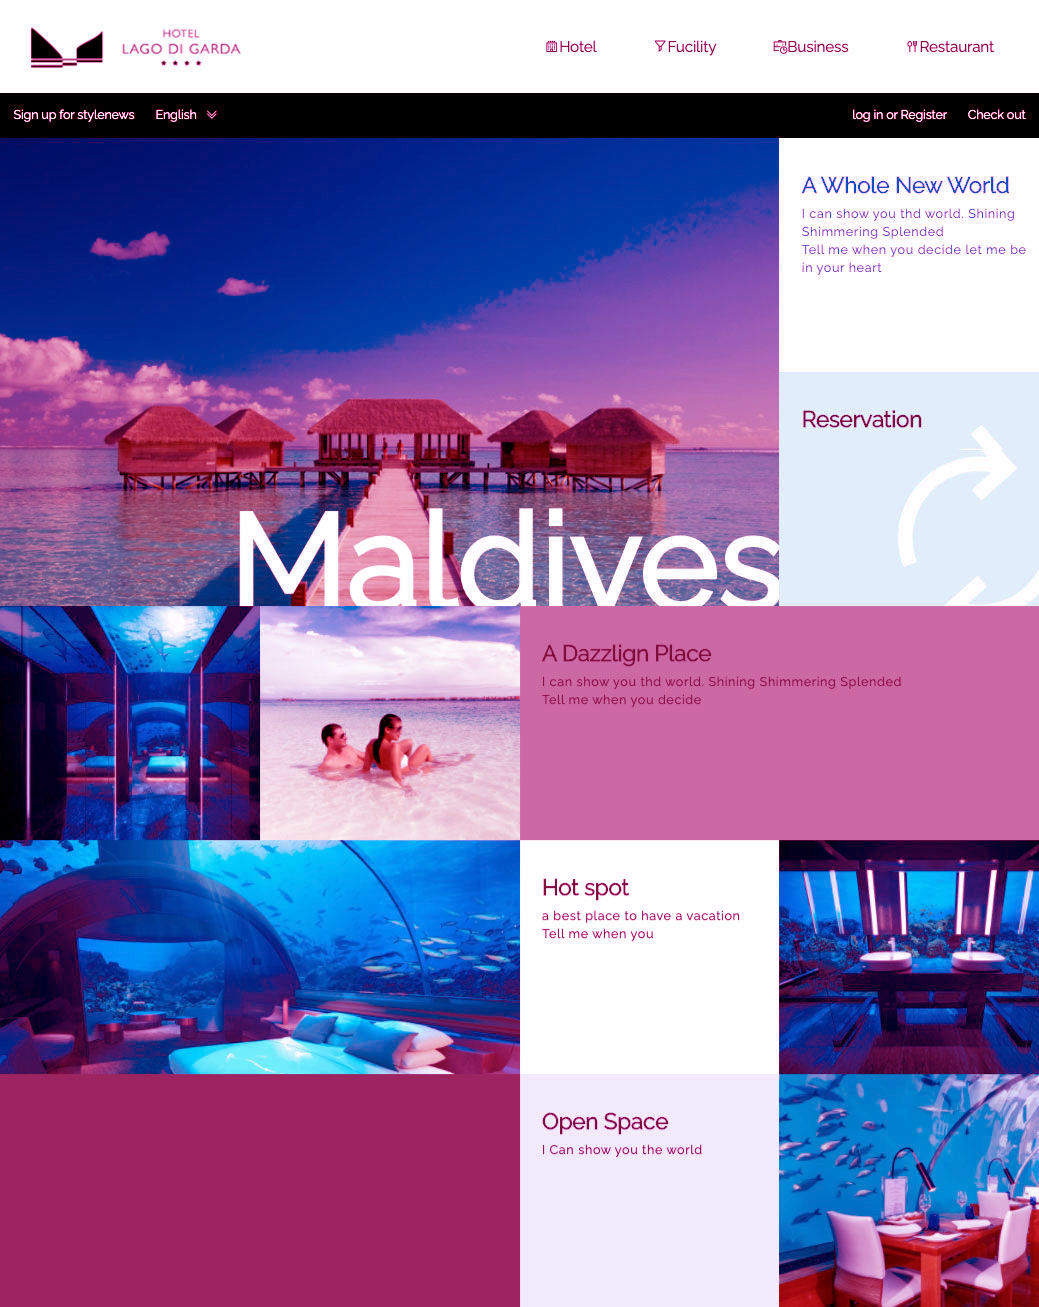 HOTEL
LAGO DI GARDA
Hotel
Fucility
Business
Restaurant
Sign up for stylenews
English
log in or Register
Check out
A Whole New World
I can show you thd world. Shining
Shimmering Splended
Tell me when you decide let me be
in your heart
Reservation
Maldives
A Dazzlign Place
I can show you thd world. Shining Shimmering Splended
Tell me when you decide
Hot spot
a best place to have a vacation
Tell me when you
Open Space
I Can show you the world